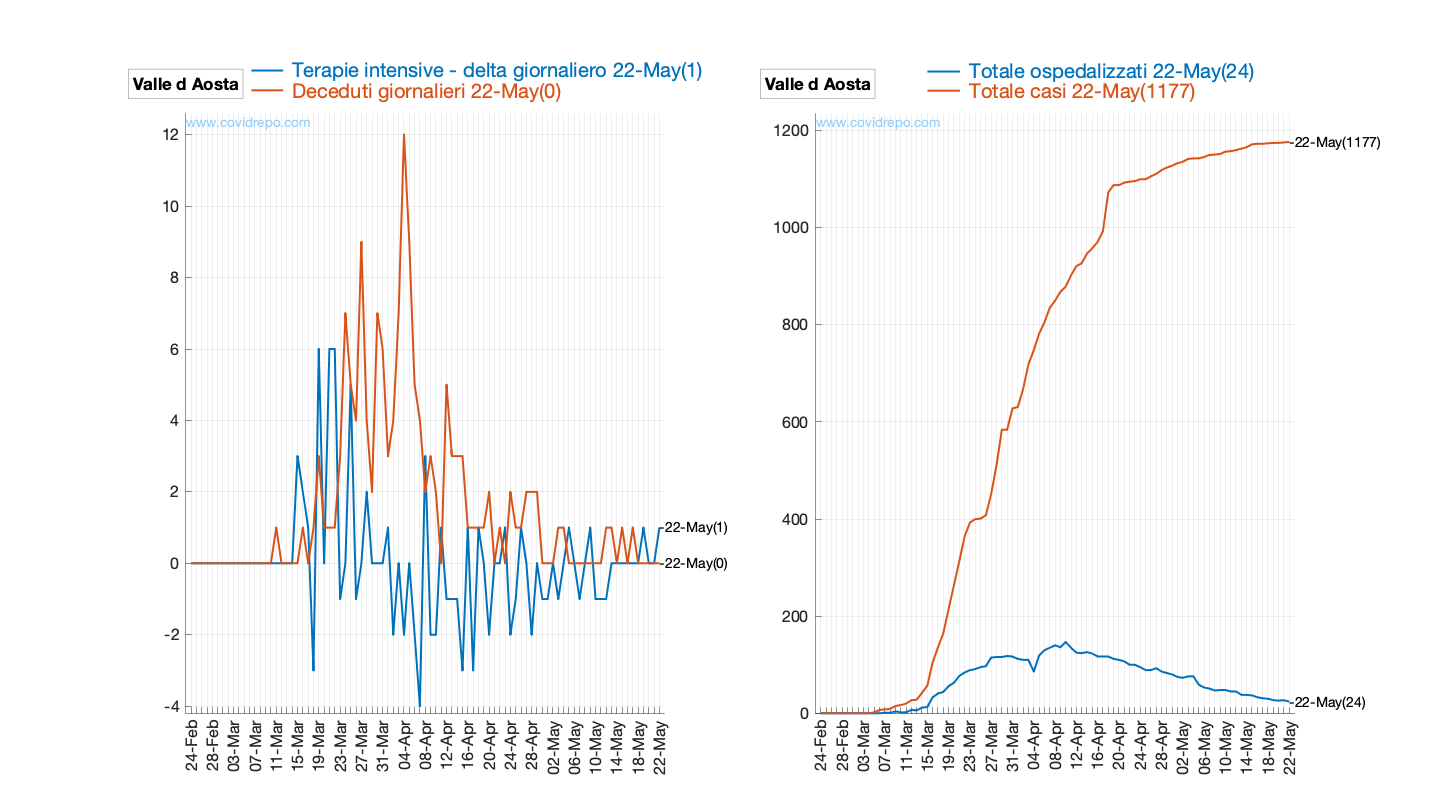 Valle d Aosta
Terapie intensive - delta giornaliero 22-May(1)
Deceduti giornalieri 22-May(0)
www.covidrepo.com
12
10
8
6
4
2
0
-2
-4
22-May(1)
22-May(0)
24-Feb
28-Feb
03-Mar
07-Mar
11-Mar
15-Mar
19-Mar
23-Mar
27-Mar
31-Mar
04-Apr
08-Apr
12-Apr
16-Apr
20-Apr
24-Apr
28-Apr
02-May
06-May
10-May
14-May
18-May
22-May
Valle d Aosta
Totale ospedalizzati 22-May(24)
Totale casi 22-May(1177)
www.covidrepo.com
1200
1000
800
600
400
200
0
22-May(1177)
22-May(24)
24-Feb
28-Feb
03-Mar
07-Mar
11-Mar
15-Mar
19-Mar
23-Mar
27-Mar
31-Mar
04-Apr
08-Apr
12-Apr
16-Apr
20-Apr
24-Apr
28-Apr
02-May
06-May
10-May
14-May
18-May
22-May